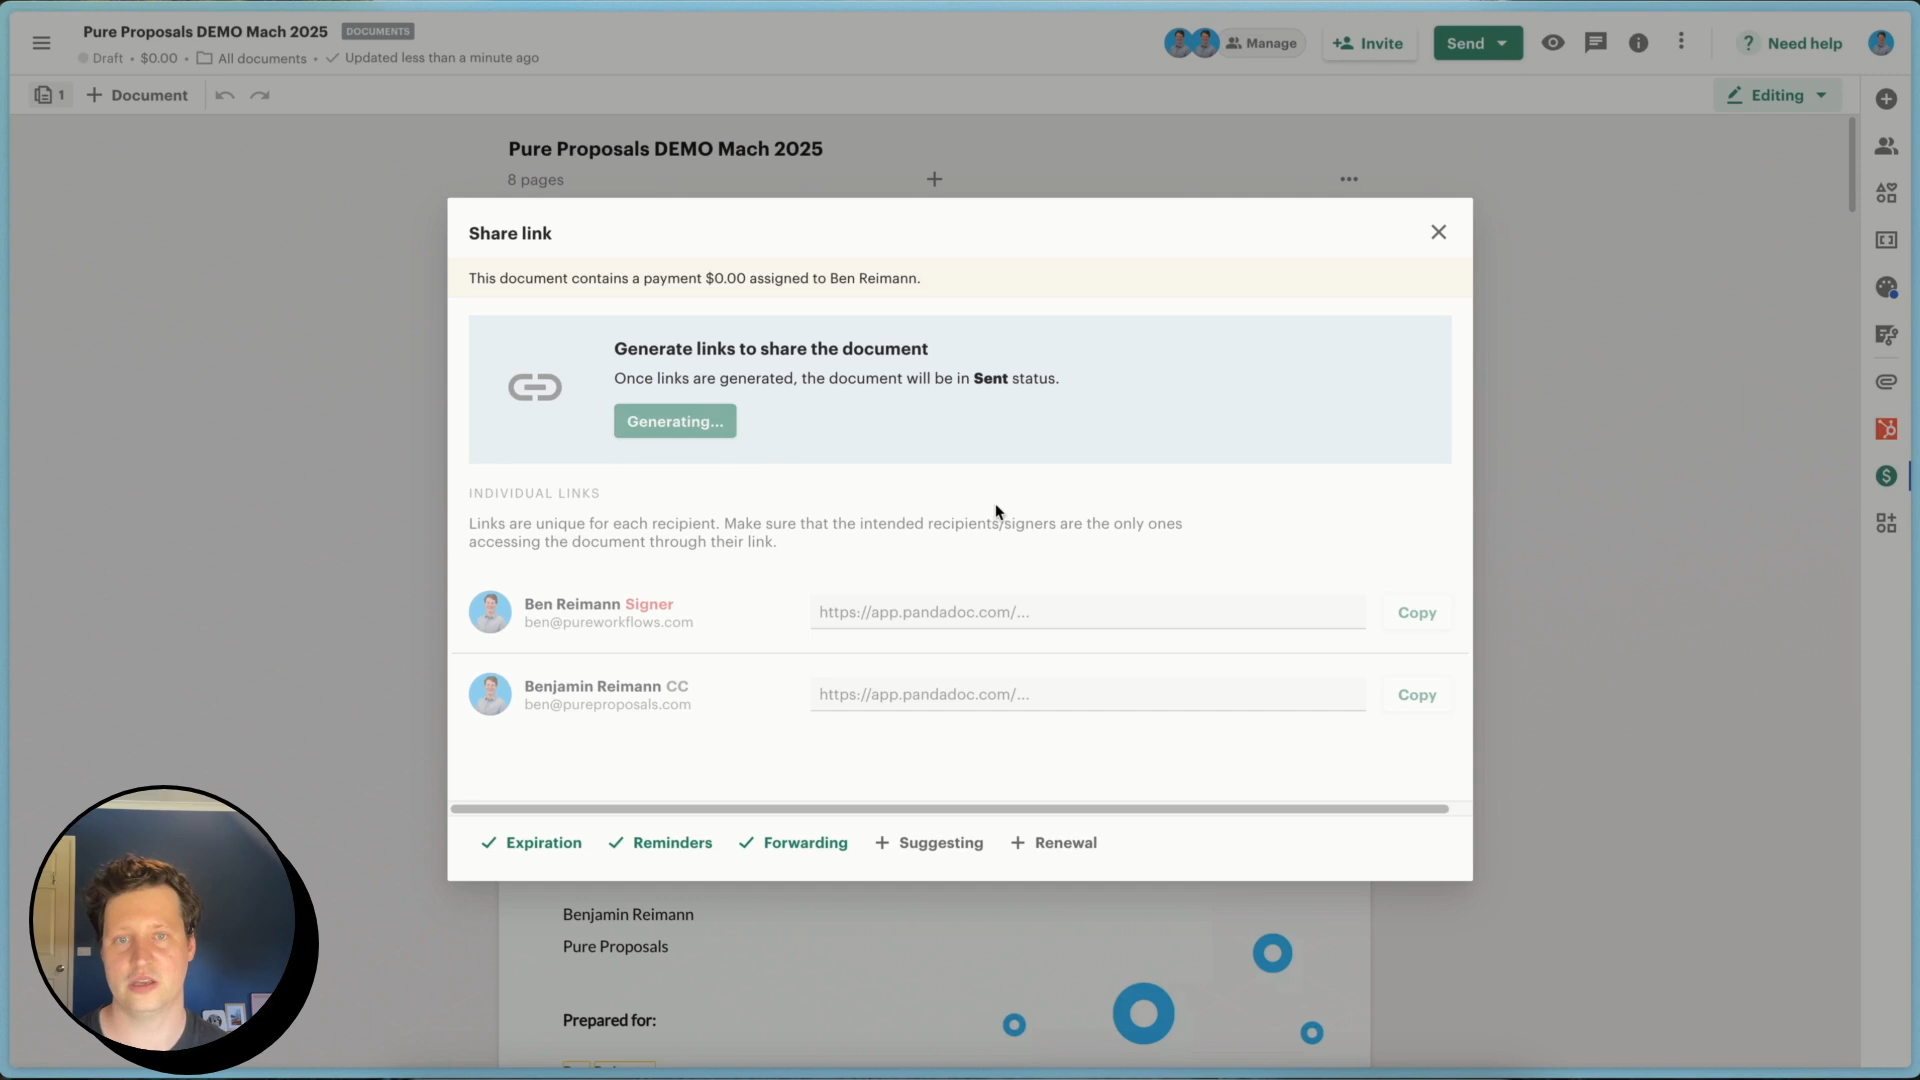 Pure Proposals DEMO Mach 2025 DOCUMENTS
Draft • $0.00 • All documents • Updated less than a minute ago
Manage
Invite
Send
? Need help
1
Document
Editing
Pure Proposals DEMO Mach 2025
8 pages
Share link
This document contains a payment $0.00 assigned to Ben Reimann.
Generate links to share the document
Once links are generated, the document will be in Sent status.
Generating...
INDIVIDUAL LINKS
Links are unique for each recipient. Make sure that the intended recipients/signers are the only ones
accessing the document through their link.
Ben Reimann Signer
ben@pureworkflows.com
https://app.pandadoc.com/...
Copy
Benjamin Reimann CC
ben@pureproposals.com
https://app.pandadoc.com/...
Copy
Expiration
Reminders
Forwarding
Suggesting
Renewal
Benjamin Reimann
Pure Proposals
Prepared for: